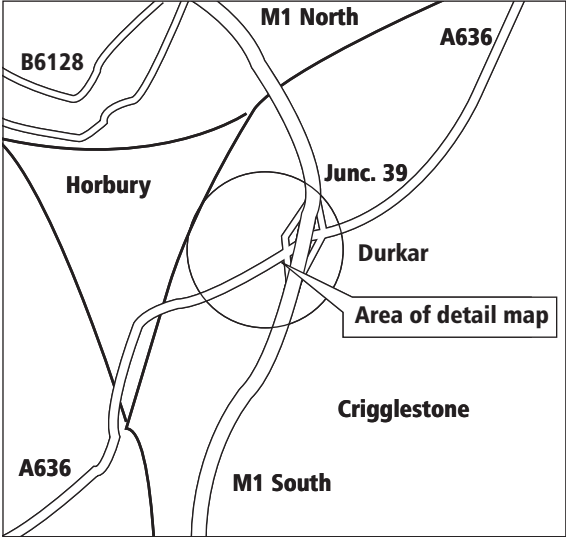 M1 North
A636
B6128
Junc. 39
Horbury
Durkar
Area of detail map
Crigglestone
A636
M1 South